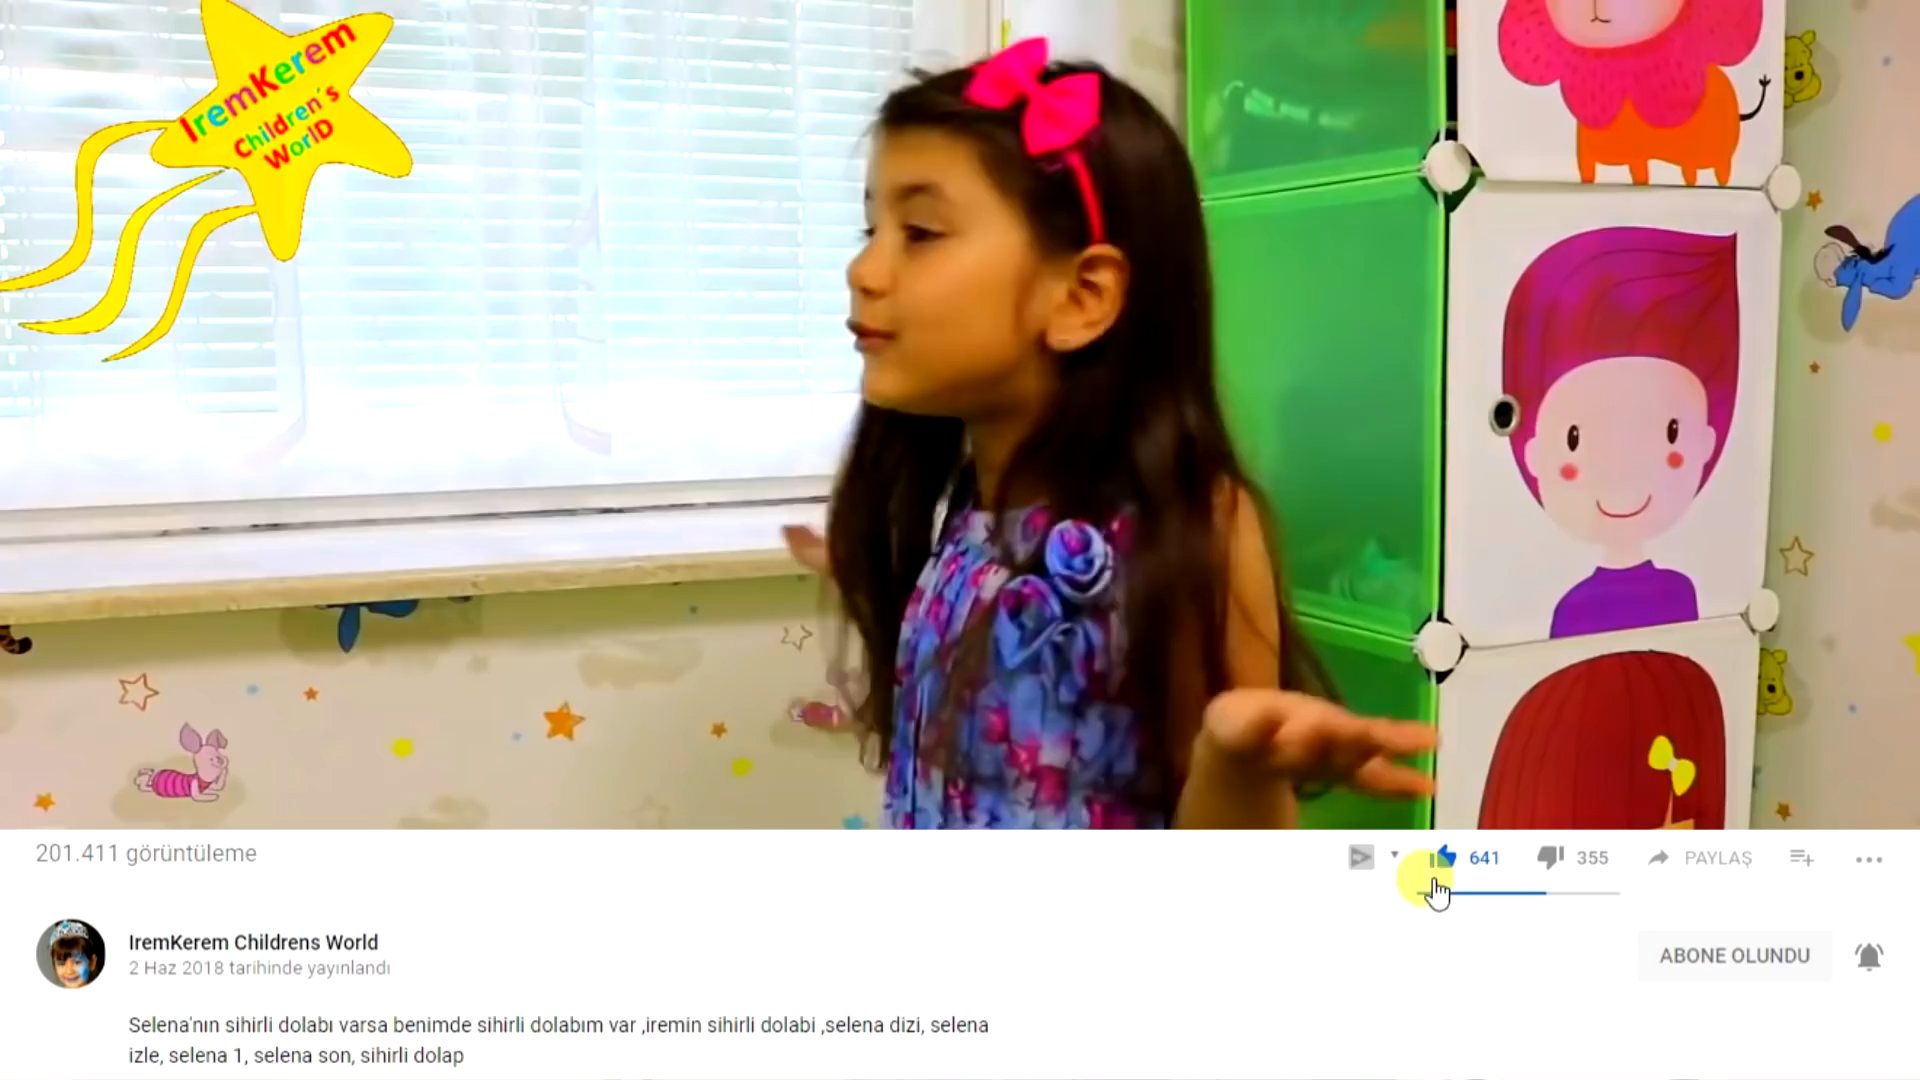 IremKerem
Children's
WorlD
201.411 görüntüleme
641
355
PAYLAŞ
IremKerem Childrens World
2 Haz 2018 tarihinde yayınlandı
ABONE OLUNDU
Selena'nın sihirli dolabı varsa benimde sihirli dolabım var ,iremin sihirli dolabi ,selena dizi, selena
izle, selena 1, selena son, sihirli dolap